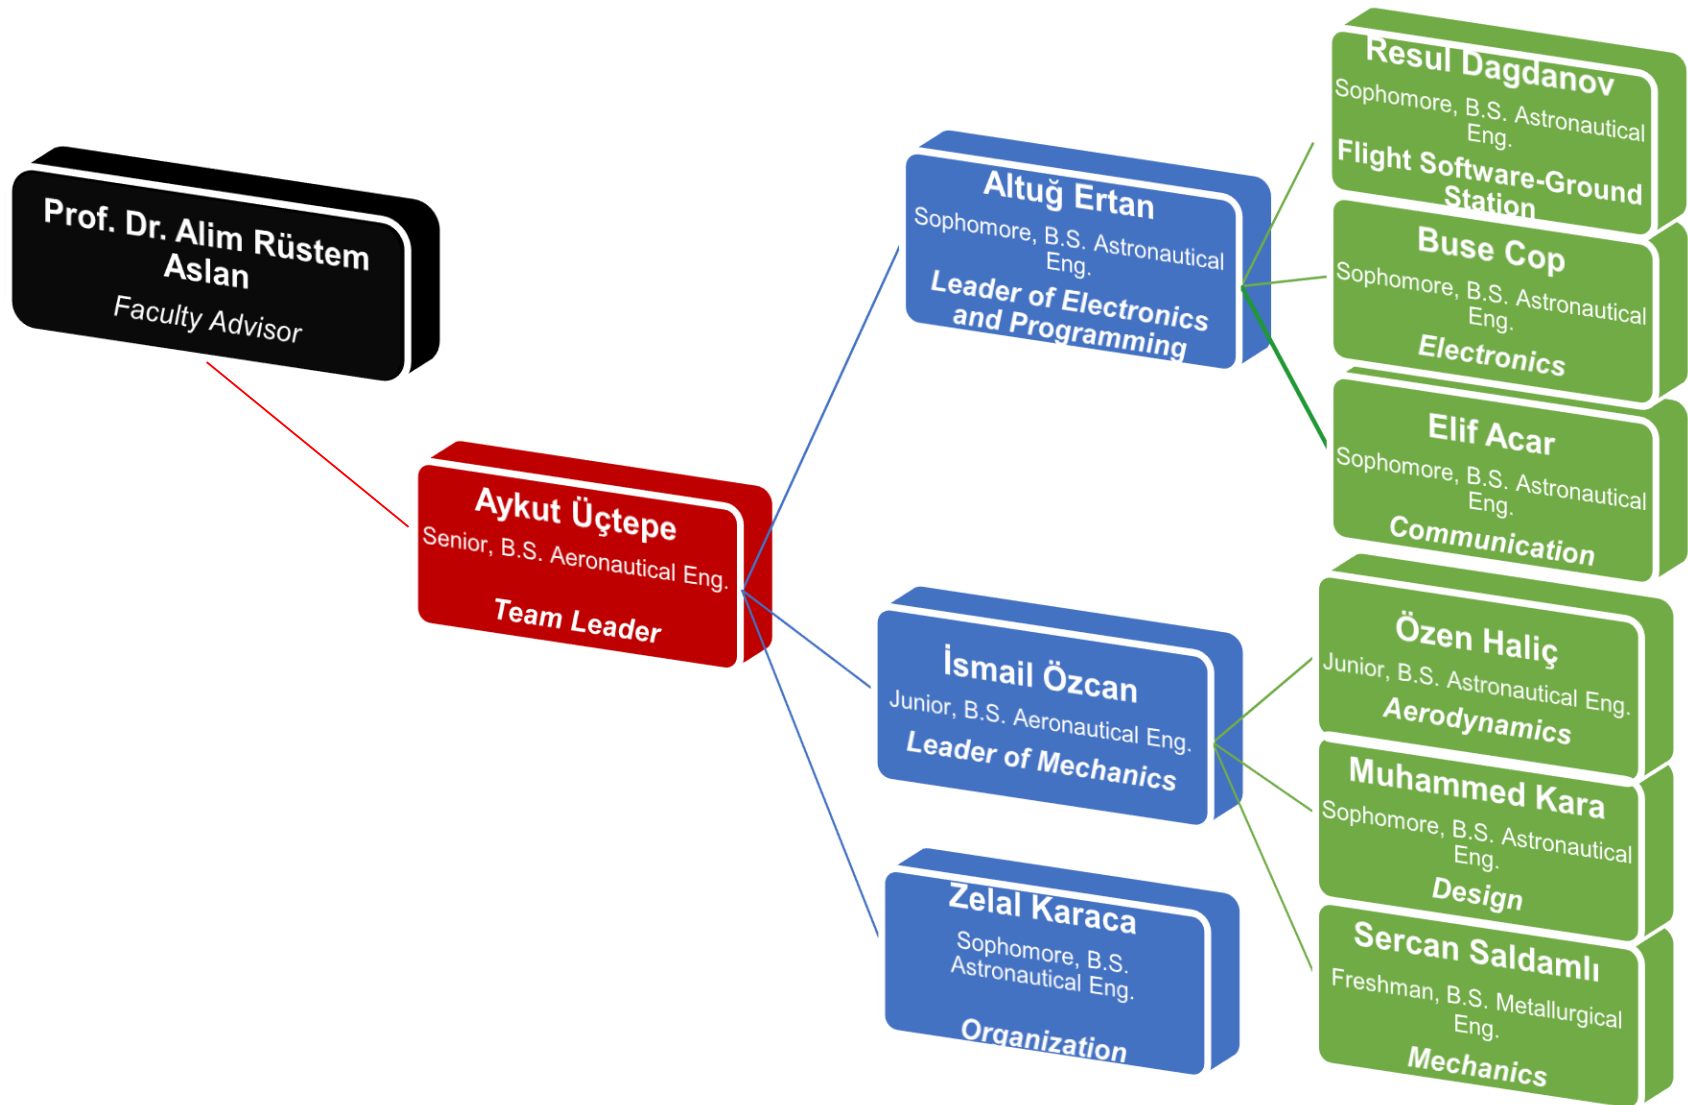 Prof. Dr. Alim Rüstem
Aslan
Faculty Advisor
Aykut Üçtepe
Senior, B.S. Aeronautical Eng.
Team Leader
Altuğ Ertan
Sophomore, B.S. Astronautical
Eng.
Leader of Electronics
and Programming
İsmail Özcan
Junior, B.S. Aeronautical Eng.
Leader of Mechanics
Zelal Karaca
Sophomore, B.S.
Astronautical Eng.
Organization
Resul Dagdanov
Sophomore, B.S. Astronautical
Eng.
Flight Software-Ground
Station
Buse Cop
Sophomore, B.S. Astronautical
Eng.
Electronics
Elif Acar
Sophomore, B.S. Astronautical
Eng.
Communication
Özen Haliç
Junior, B.S. Astronautical Eng.
Aerodynamics
Muhammed Kara
Sophomore, B.S. Astronautical
Eng.
Design
Sercan Saldamlı
Freshman, B.S. Metallurgical
Eng.
Mechanics